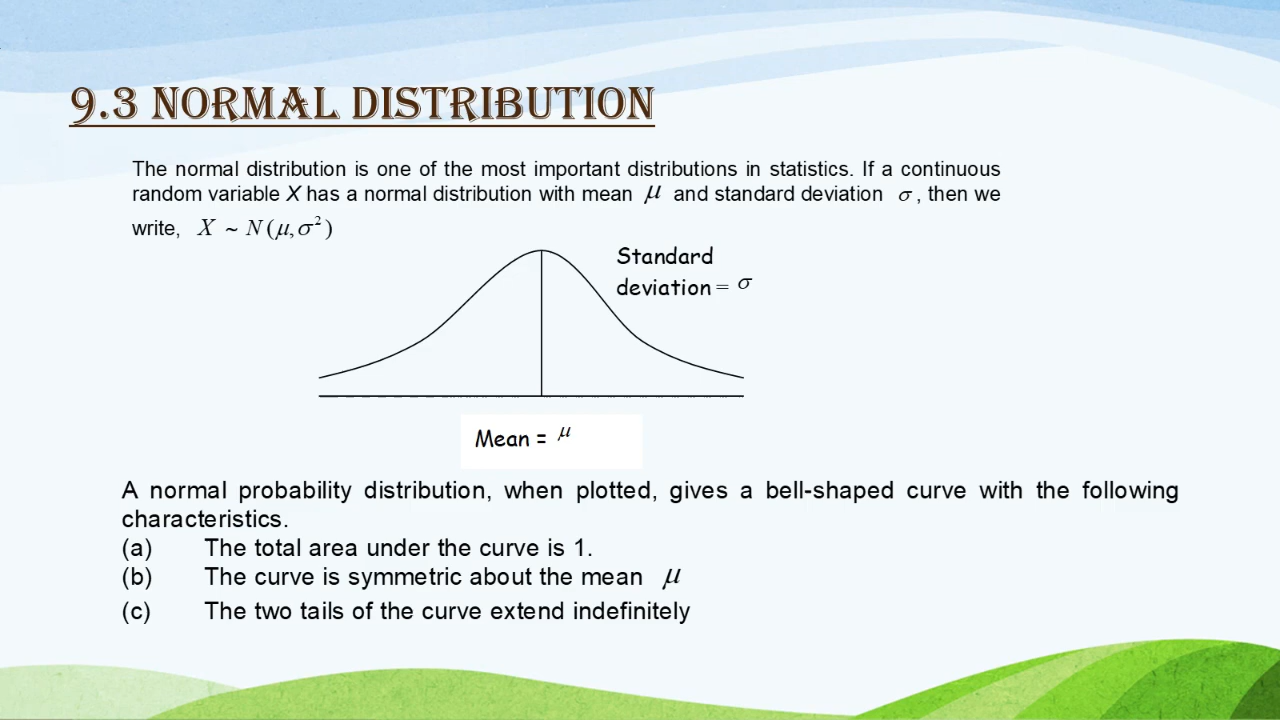 9.3 NORMAL DISTRIBUTION
The normal distribution is one of the most important distributions in statistics. If a continuous
random variable X has a normal distribution with mean μ and standard deviation σ, then we
write, X ~ N(μ,σ²)
Standard
deviation = σ
Mean = μ
A normal probability distribution, when plotted, gives a bell-shaped curve with the following
characteristics.
(a) The total area under the curve is 1.
(b) The curve is symmetric about the mean μ
(c) The two tails of the curve extend indefinitely